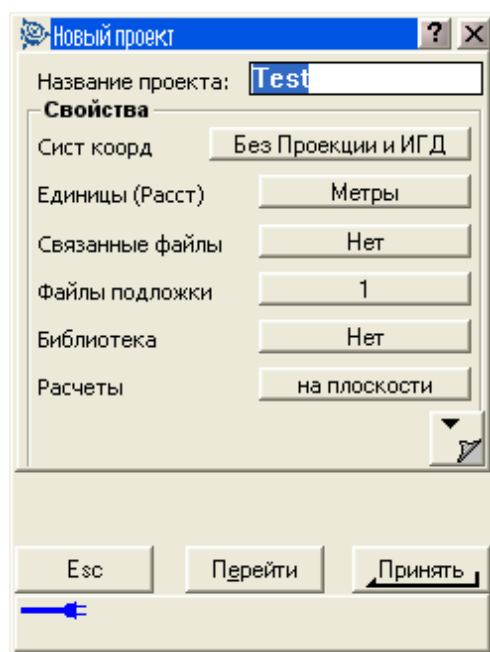 Новый проект ? X
Название проекта: Test
Свойства
Сист коорд Без Проекции и ИГД
Единицы (Расст) Метры
Связанные файлы Нет
Файлы подложки 1
Библиотека Нет
Расчеты на плоскости
Esc Перейти Принять